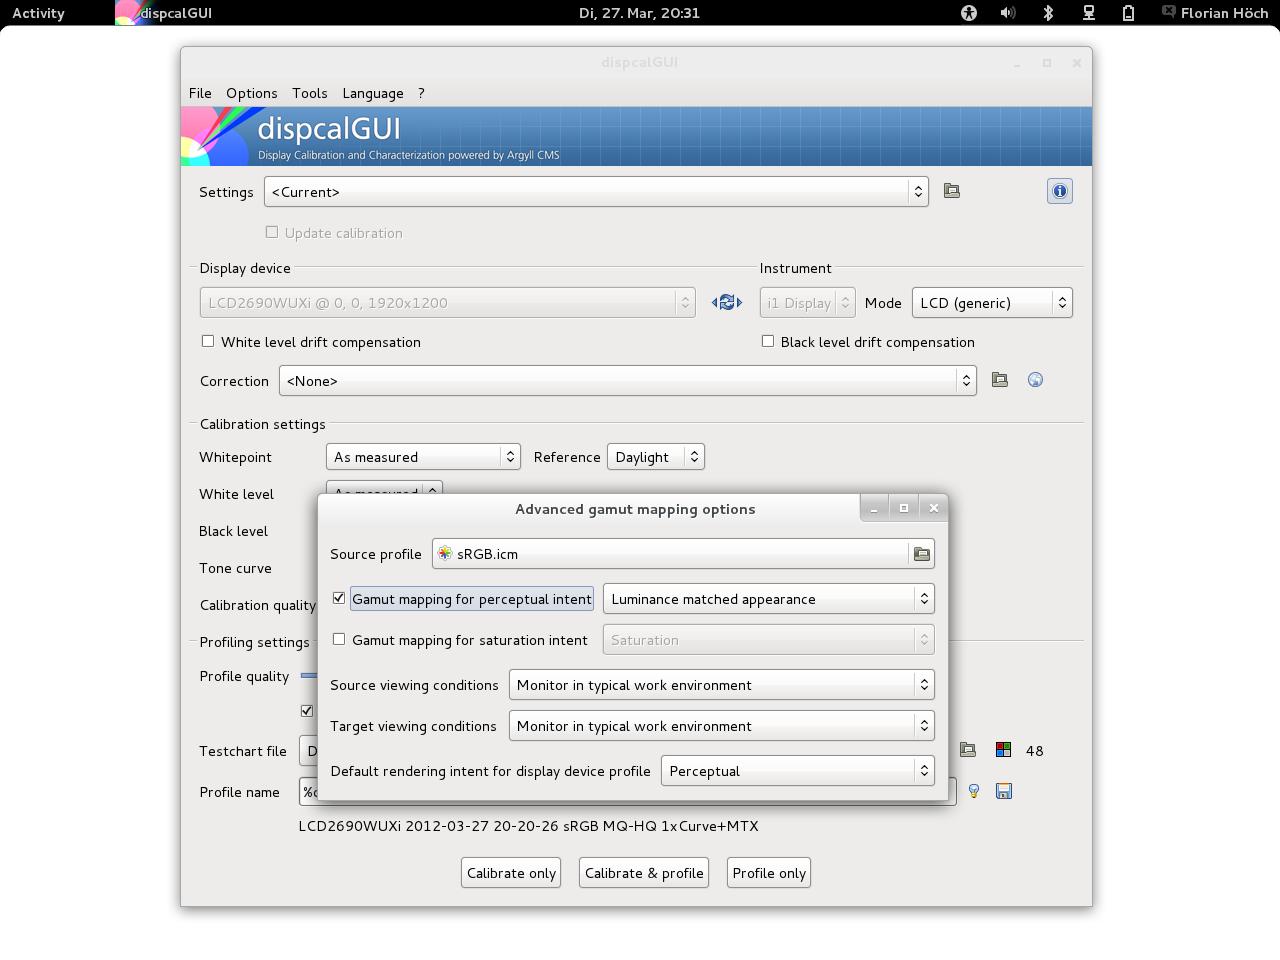 Activity dispcalGUI Di, 27. Mar, 20:31 Florian Höch
dispcalGUI
File Options Tools Language ?
dispcalGUI
Display Calibration and Characterization powered by Argyll CMS
Settings <Current>
Update calibration
Display device Instrument
LCD2690WUXi @ 0, 0, 1920x1200 i1 Display Mode LCD (generic)
White level drift compensation Black level drift compensation
Correction <None>
Calibration settings
Whitepoint As measured Reference Daylight
White level As measured
Black level
Tone curve
Calibration quality
Profiling settings
Profile quality
Testchart file D 48
Profile name
LCD2690WUXi 2012-03-27 20-20-26 sRGB MQ-HQ 1xCurve+MTX
Calibrate only Calibrate & profile Profile only
Advanced gamut mapping options
Source profile sRGB.icm
Gamut mapping for perceptual intent Luminance matched appearance
Gamut mapping for saturation intent Saturation
Source viewing conditions Monitor in typical work environment
Target viewing conditions Monitor in typical work environment
Default rendering intent for display device profile Perceptual